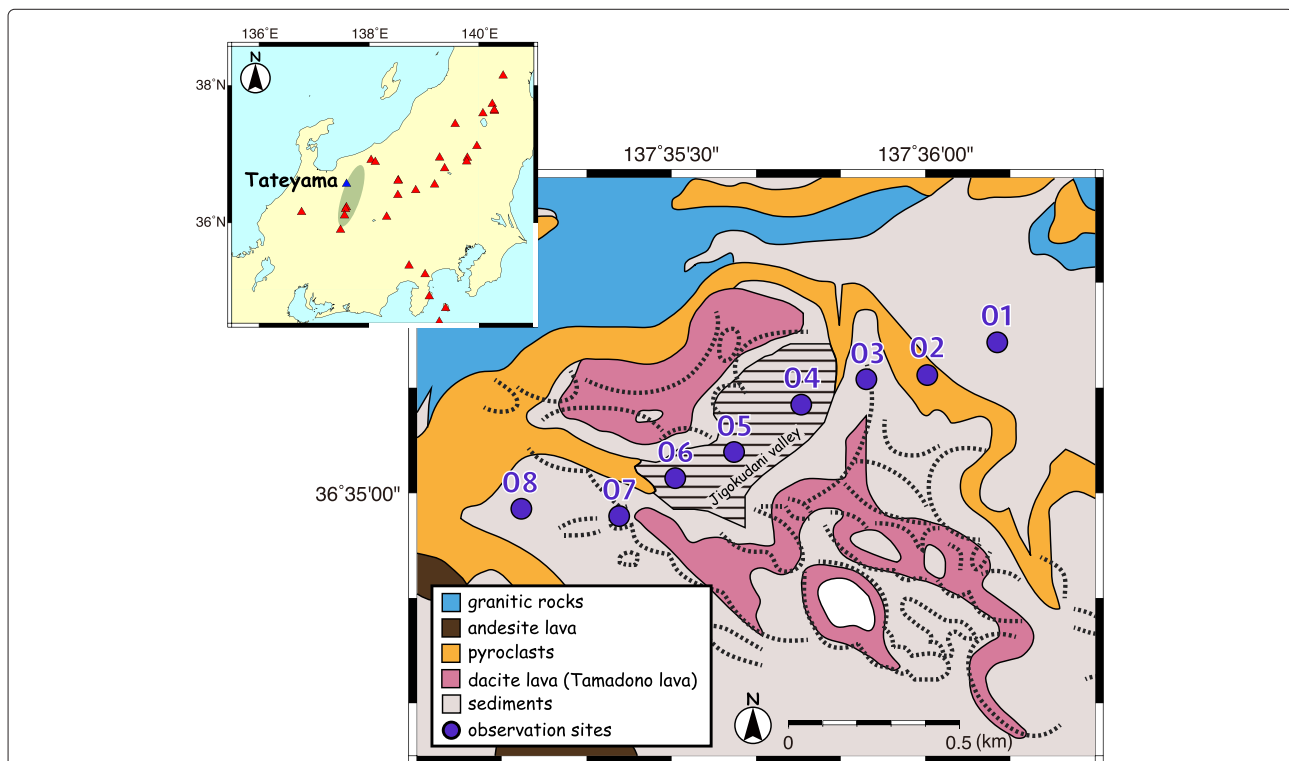 136˚E
138˚E
140˚E
N
38˚N
Tateyama
36˚N
137˚35'30"
137˚36'00"
01
02
03
04
05
06
07
08
Jigokudani valley
36˚35'00"
granitic rocks
andesite lava
pyroclasts
dacite lava (Tamadono lava)
sediments
observation sites
N
0
0.5 (km)